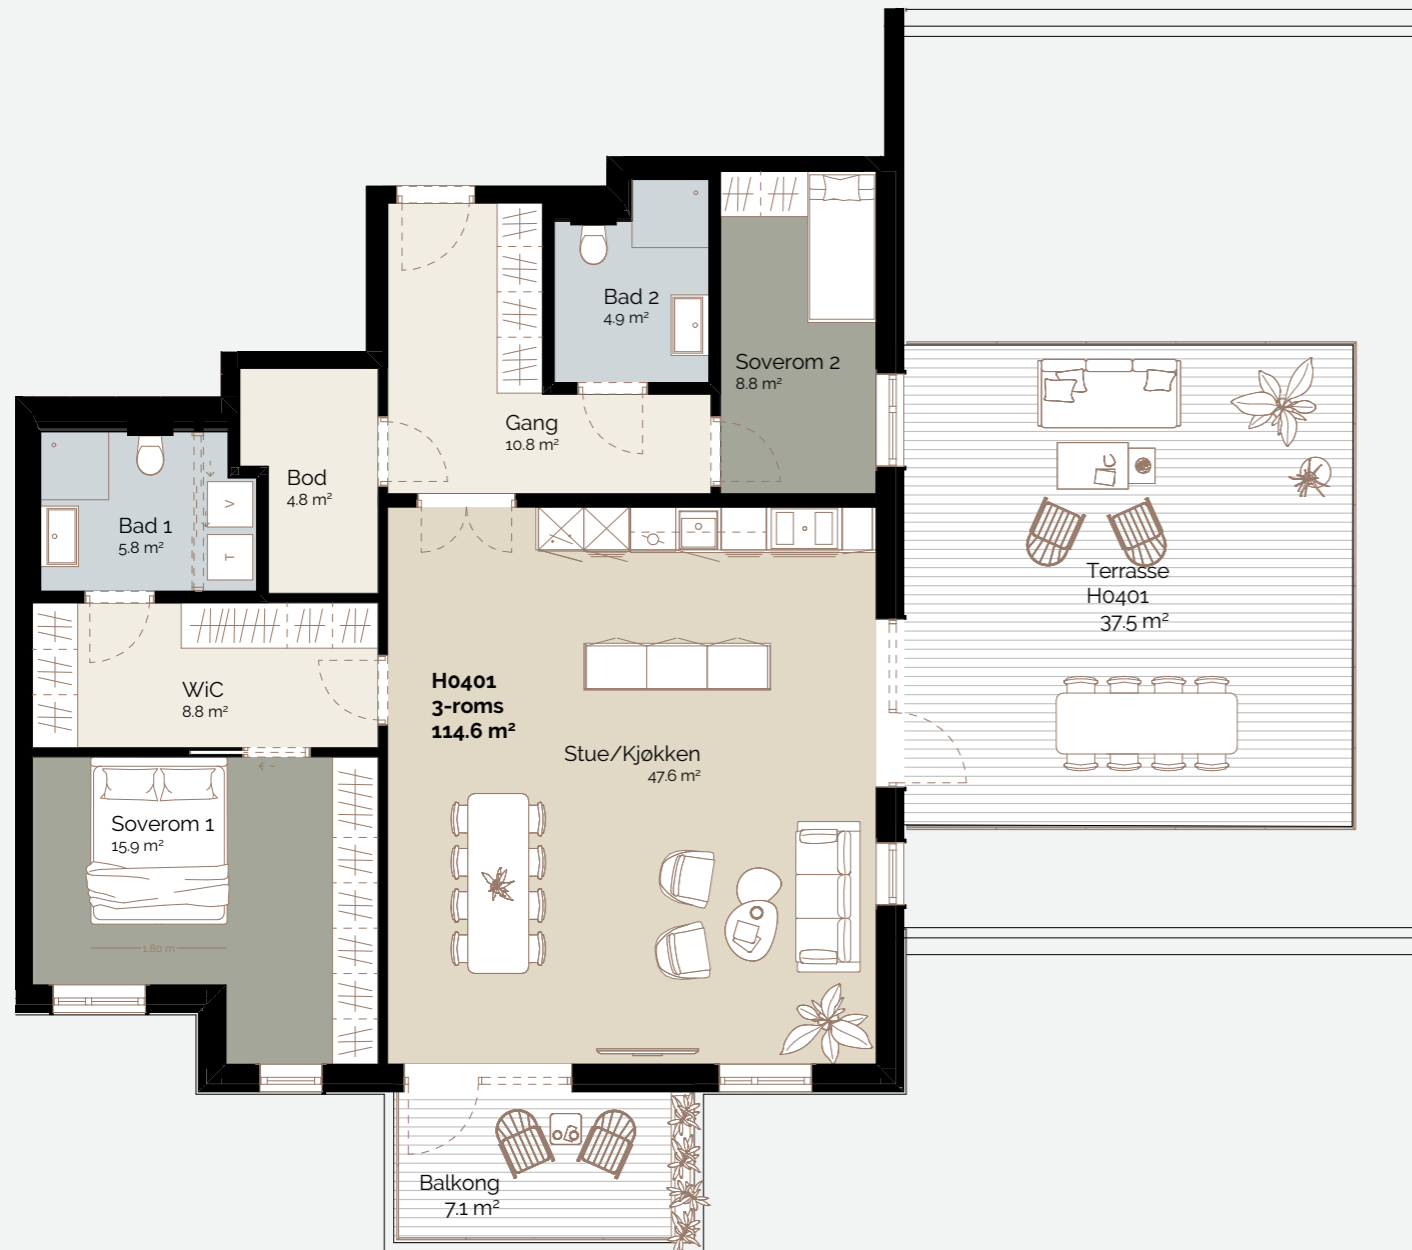 Bad 2
4.9 m²
Soverom 2
8.8 m²
Gang
10.8 m²
Bod
4.8 m²
Bad 1
5.8 m²
V
T
WiC
8.8 m²
H0401
3-roms
114.6 m²
Stue/Kjøkken
47.6 m²
Terrasse
H0401
37.5 m²
Soverom 1
15.9 m²
1,80 m
Balkong
7.1 m²